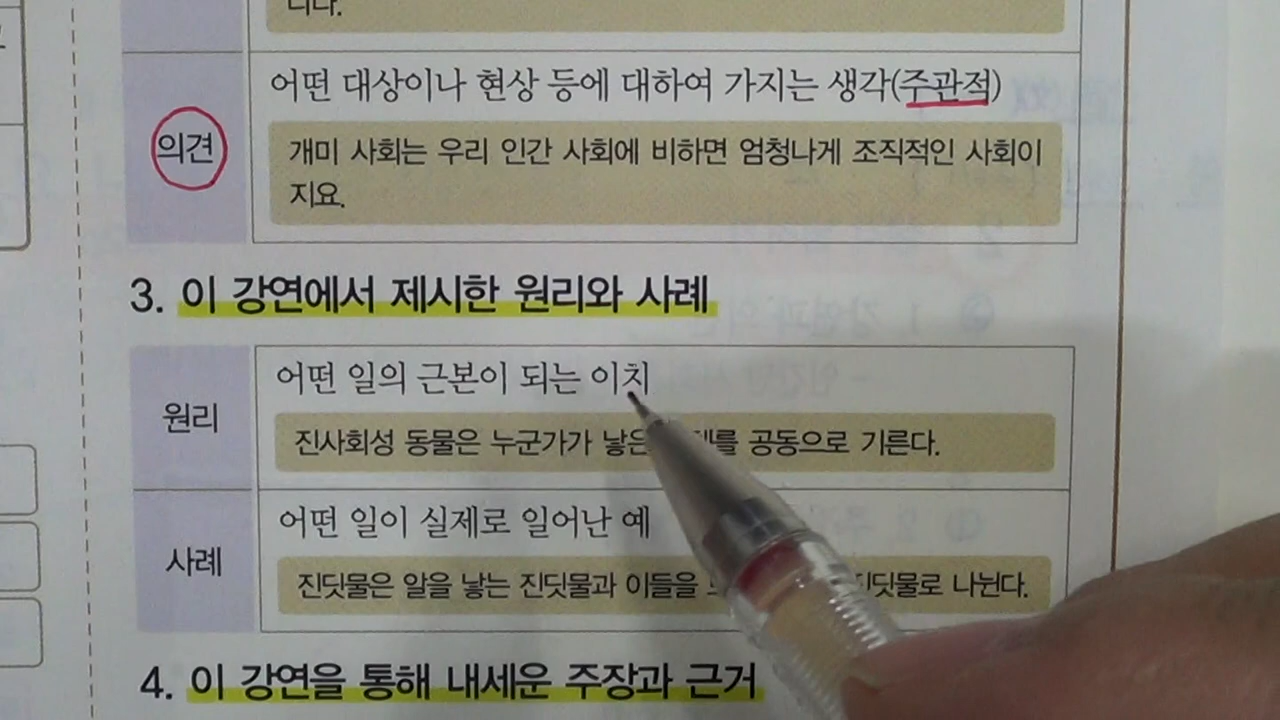 니다.
어떤 대상이나 현상 등에 대하여 가지는 생각(주관적)
의견
개미 사회는 우리 인간 사회에 비하면 엄청나게 조직적인 사회이
지요.
3. 이 강연에서 제시한 원리와 사례
어떤 일의 근본이 되는 이치
원리
진사회성 동물은 누군가가 낳은 공동으로 기른다.
어떤 일이 실제로 일어난 예
사례
진딧물은 알을 낳는 진딧물과 이들을 나뉜다.
4. 이 강연을 통해 내세운 주장과 근거